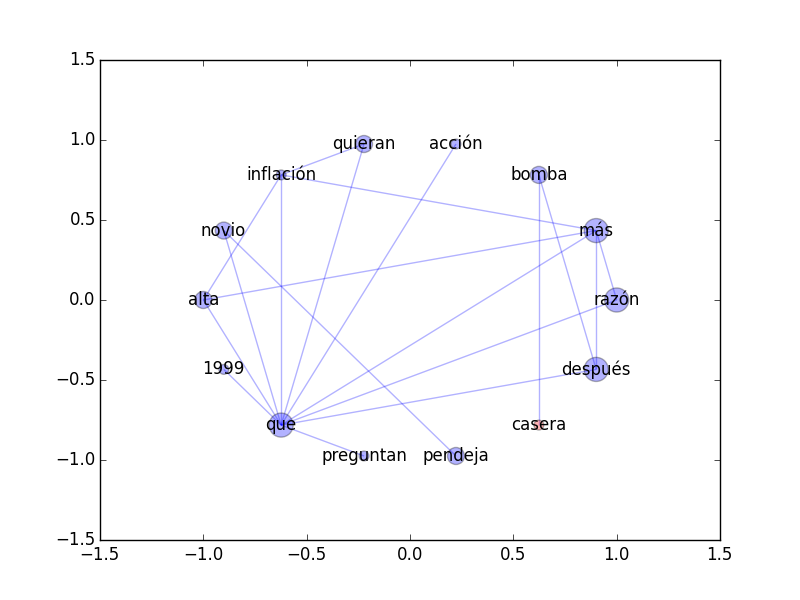 1.5
1.0
0.5
0.0
−0.5
−1.0
−1.5
quieran acción
inflación bomba
novio más
alta razón
1999 después
que casera
preguntan pendeja
−1.5 −1.0 −0.5 0.0 0.5 1.0 1.5